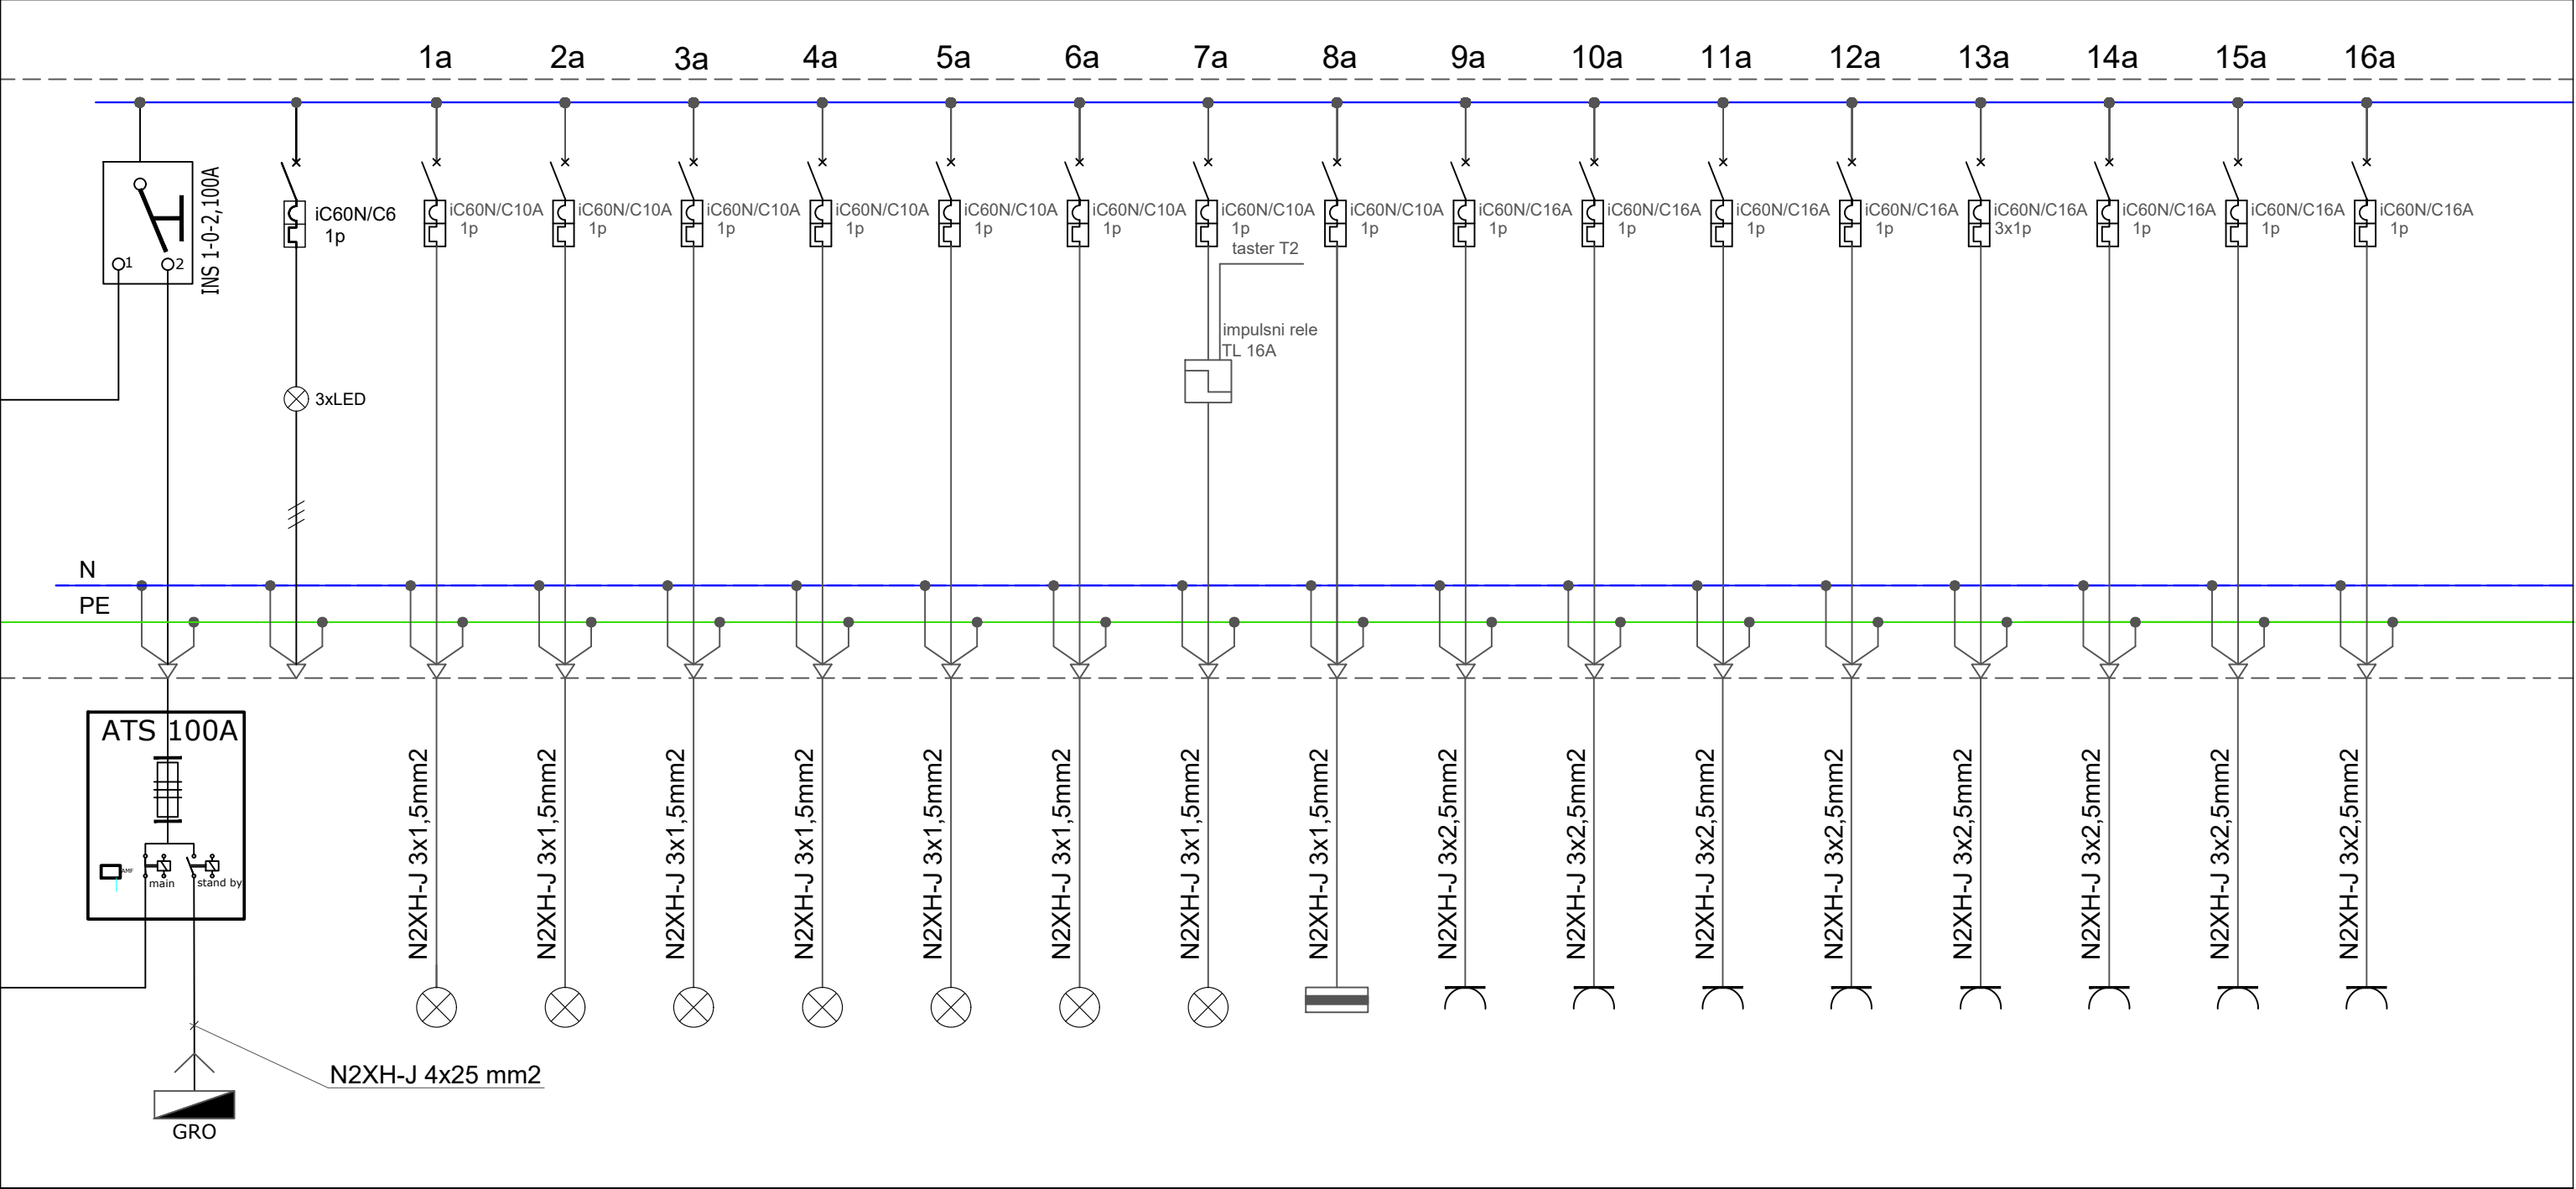 1a 2a 3a 4a 5a 6a 7a 8a 9a 10a 11a 12a 13a 14a 15a 16a
INS 1-0-2,100A
1 2
iC60N/C6
1p
iC60N/C10A iC60N/C10A iC60N/C10A iC60N/C10A iC60N/C10A iC60N/C10A iC60N/C10A iC60N/C10A iC60N/C16A iC60N/C16A iC60N/C16A iC60N/C16A iC60N/C16A iC60N/C16A iC60N/C16A iC60N/C16A
1p 1p 1p 1p 1p 1p 1p 1p 1p 1p 1p 1p 3x1p 1p 1p 1p
taster T2
impulsni rele
TL 16A
3xLED
N
PE
ATS 100A
AMF
main
stand by
N2XH-J 3x1,5mm2
N2XH-J 3x1,5mm2
N2XH-J 3x1,5mm2
N2XH-J 3x1,5mm2
N2XH-J 3x1,5mm2
N2XH-J 3x1,5mm2
N2XH-J 3x1,5mm2
N2XH-J 3x1,5mm2
N2XH-J 3x2,5mm2
N2XH-J 3x2,5mm2
N2XH-J 3x2,5mm2
N2XH-J 3x2,5mm2
N2XH-J 3x2,5mm2
N2XH-J 3x2,5mm2
N2XH-J 3x2,5mm2
N2XH-J 3x2,5mm2
N2XH-J 4x25 mm2
GRO